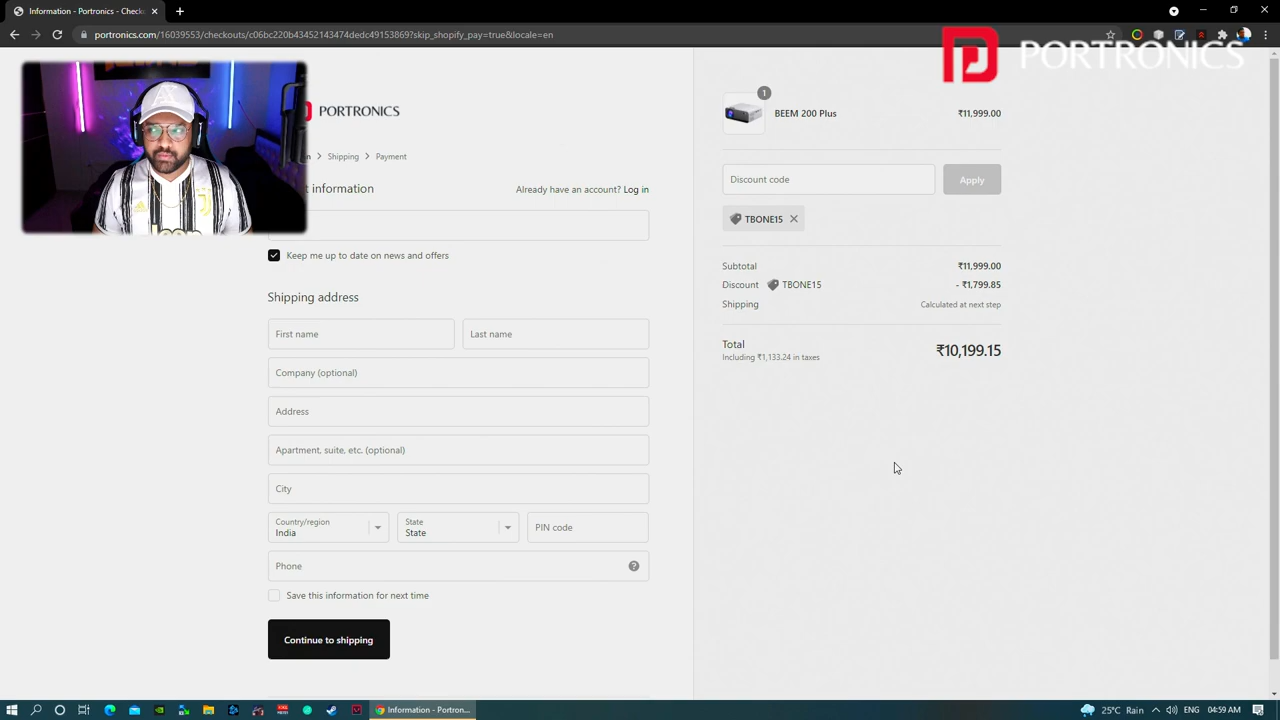 Information - Portronics - Check
portronics.com/16039553/checkouts/c06bc220b43452143474dedc49153869?skip_shopify_pay=true&locale=en
PORTRONICS
PORTRONICS
Shipping
Payment
information
Already have an account? Log in
Keep me up to date on news and offers
Shipping address
First name
Last name
Company (optional)
Address
Apartment, suite, etc. (optional)
City
Country/region
India
State
State
PIN code
Phone
Save this information for next time
Continue to shipping
1
BEEM 200 Plus
₹11,999.00
Discount code
Apply
TBONE15
Subtotal
₹11,999.00
Discount TBONE15
- ₹1,799.85
Shipping
Calculated at next step
Total
Including ₹1,133.24 in taxes
₹10,199.15
Information - Portron...
25°C Rain
ENG
04:59 AM